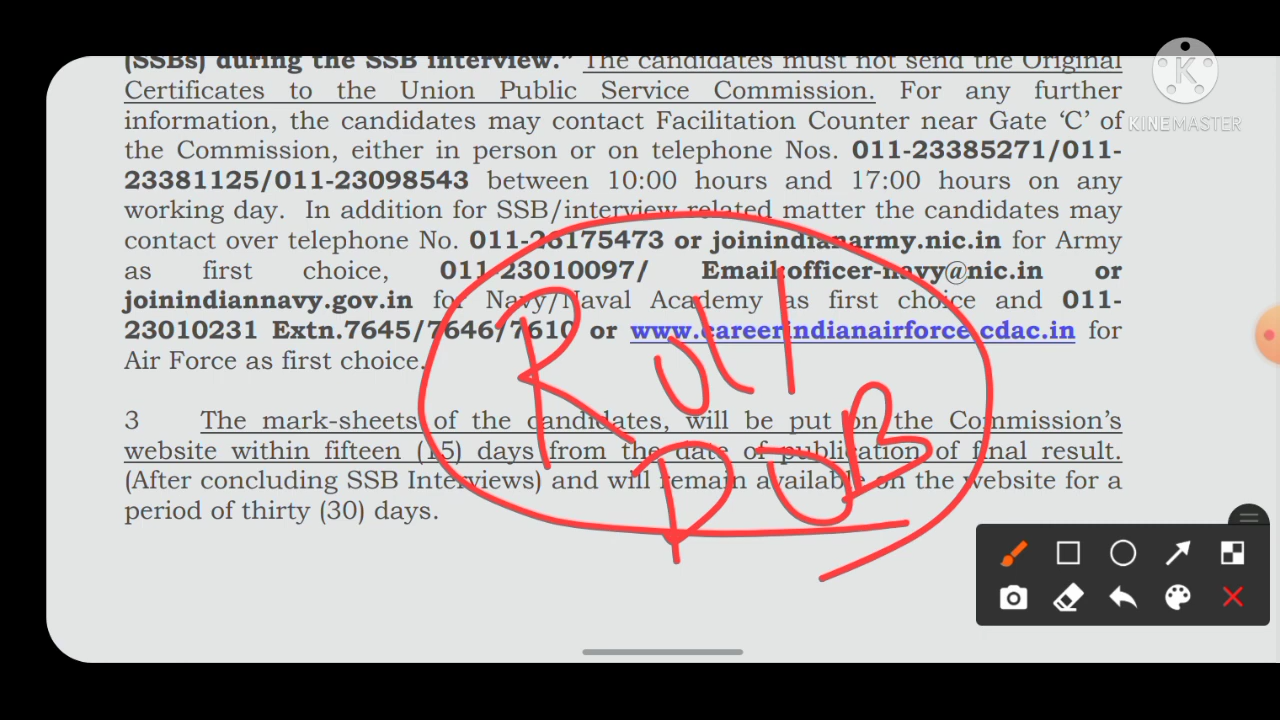 (SSBs) during the SSB interview." The candidates must not send the Original
Certificates to the Union Public Service Commission. For any further
information, the candidates may contact Facilitation Counter near Gate ‘C’ of
the Commission, either in person or on telephone Nos. 011-23385271/011-
23381125/011-23098543 between 10:00 hours and 17:00 hours on any
working day. In addition for SSB/interview related matter the candidates may
contact over telephone No. 011-26175473 or joinindianarmy.nic.in for Army
as first choice, 011-23010097/ Email:officer-navy@nic.in or
joinindiannavy.gov.in for Navy/Naval Academy as first choice and 011-
23010231 Extn.7645/7646/7610 or www.careerindianairforce.cdac.in for
Air Force as first choice.
3 The mark-sheets of the candidates, will be put on the Commission’s
website within fifteen (15) days from the date of publication of final result.
(After concluding SSB Interviews) and will remain available on the website for a
period of thirty (30) days.
Roll
DOB
K
KINEMASTER